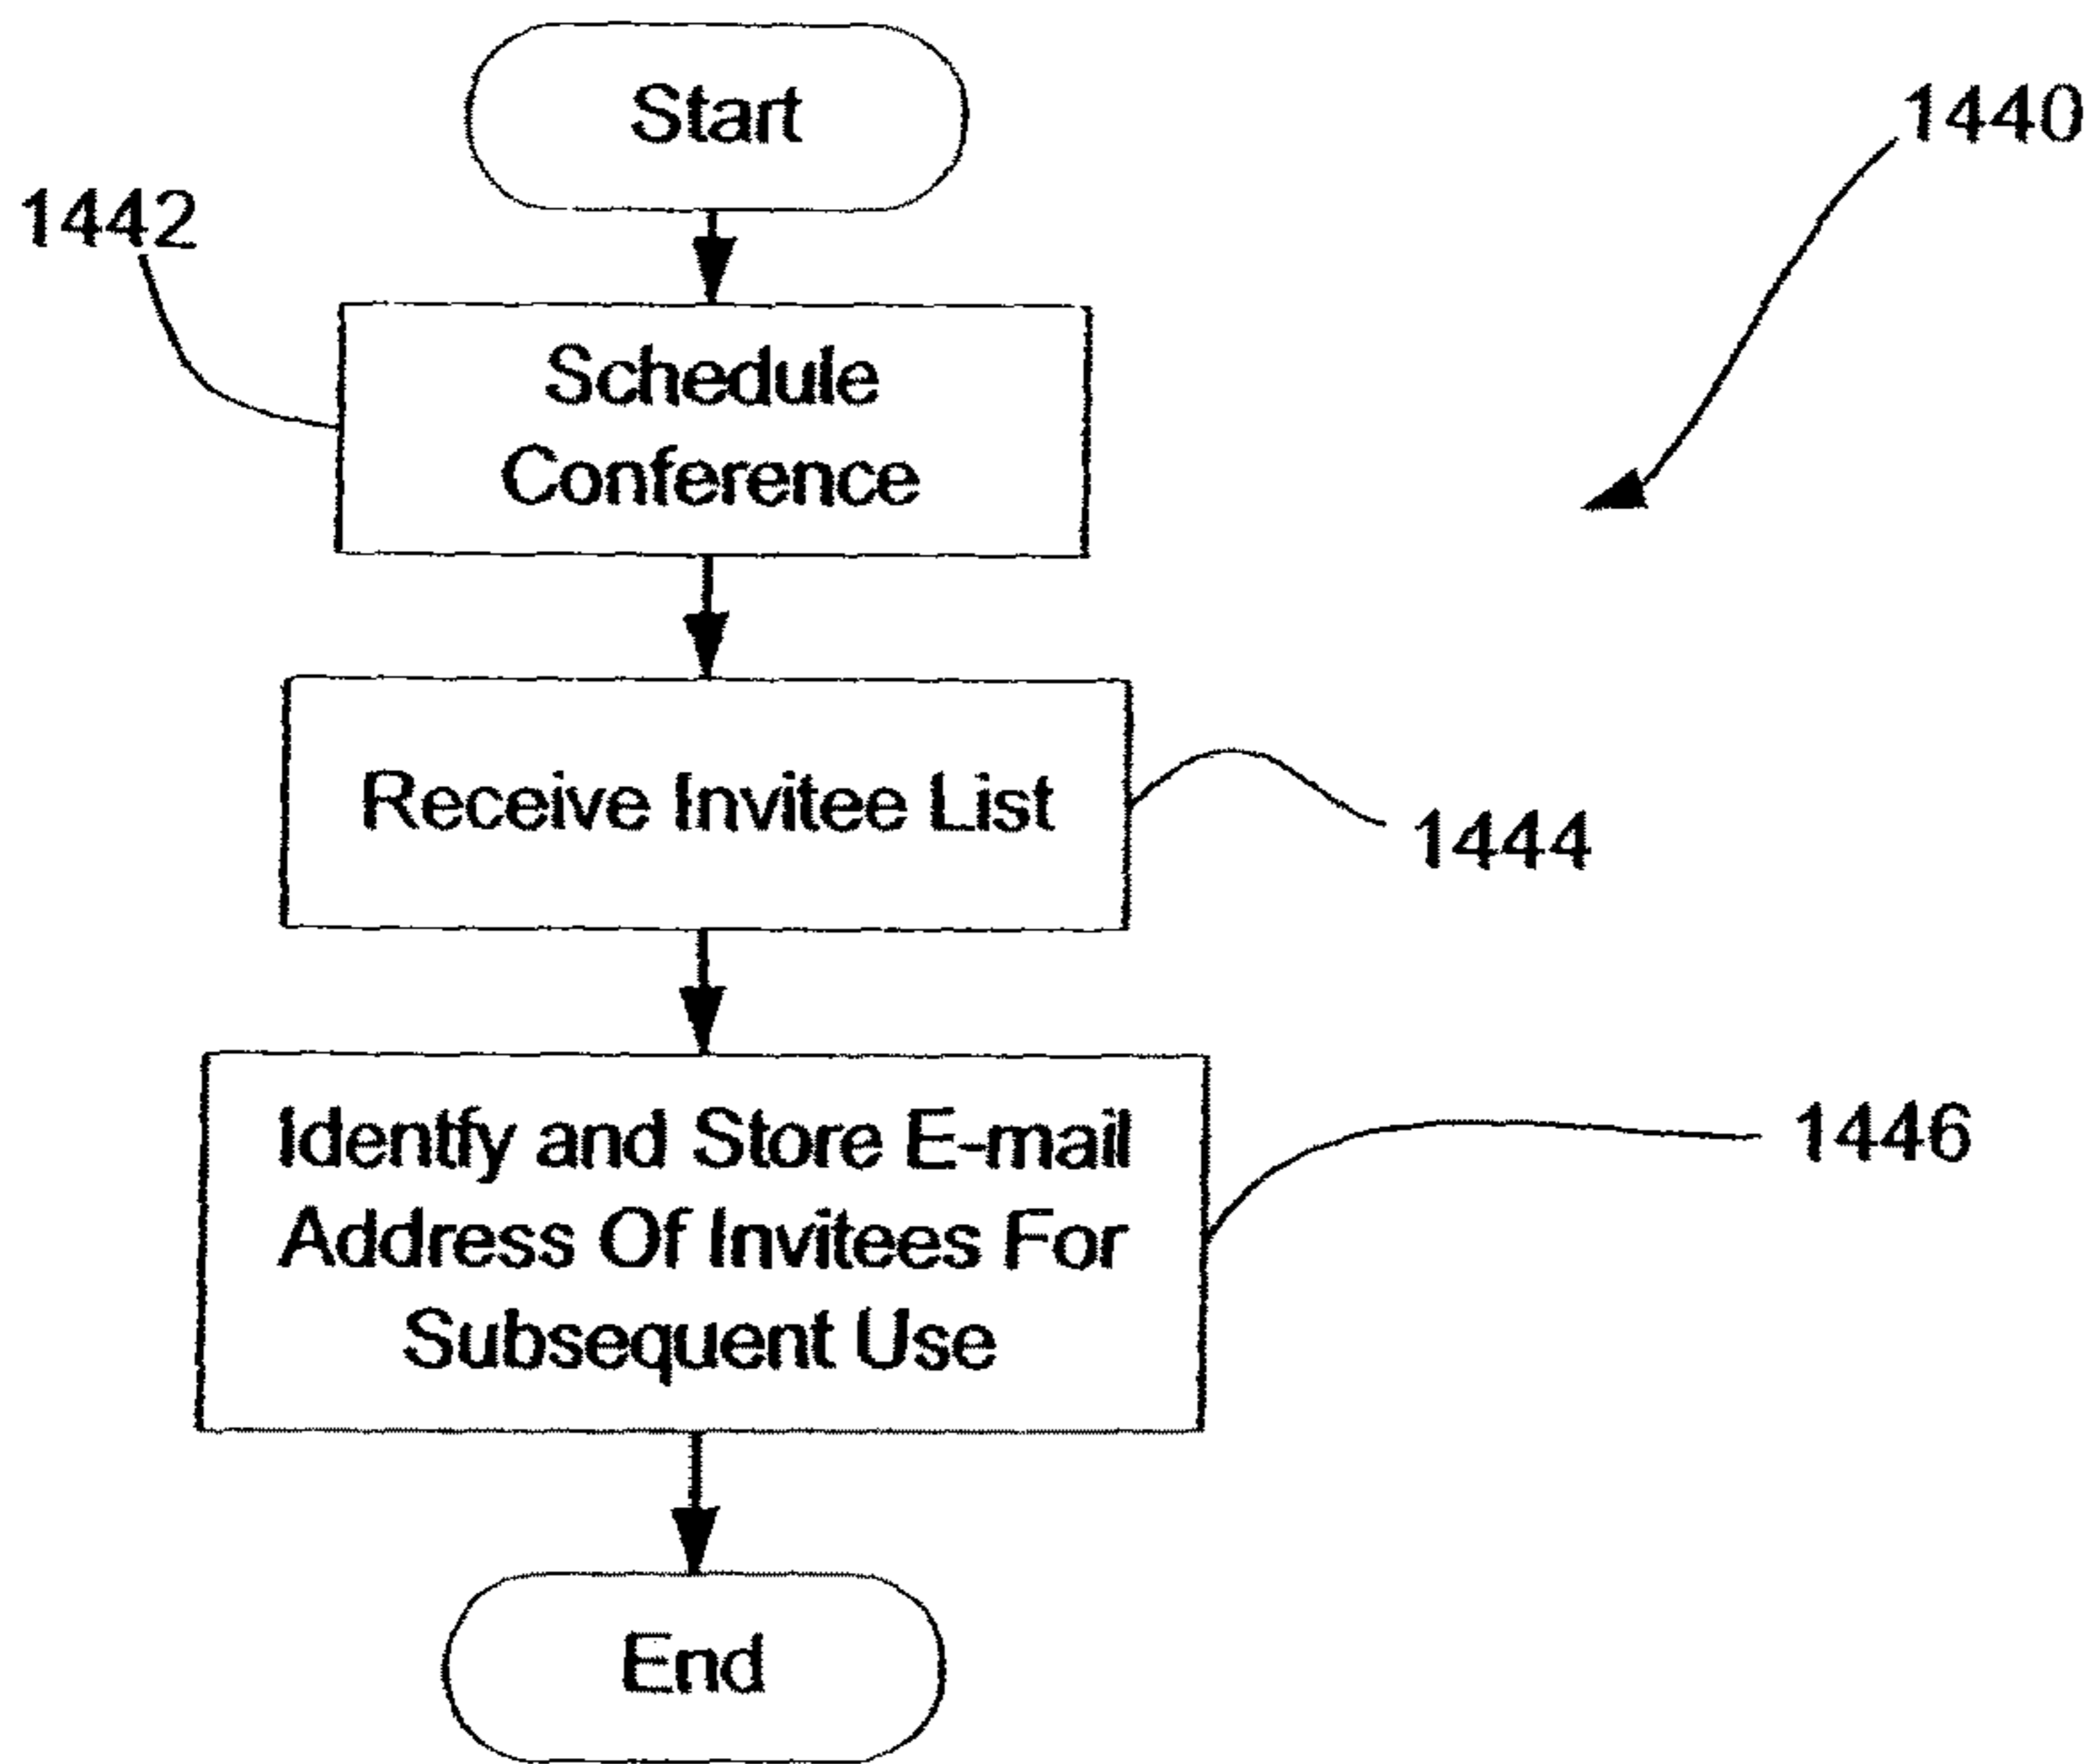 Start
1440
1442
Schedule
Conference
Receive Invitee List
1444
Identify and Store E-mail
Address Of Invitees For
Subsequent Use
1446
End